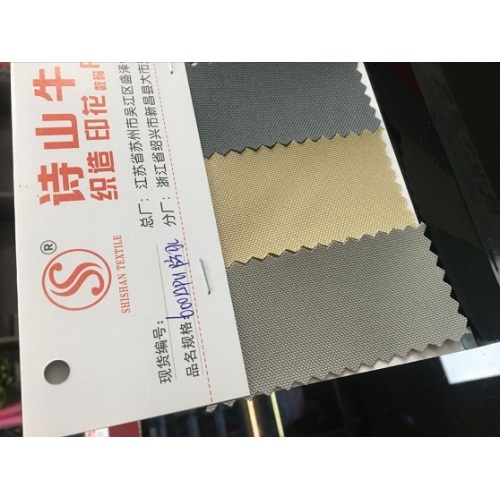 诗山牛
织造 印花
®
SHISHAN TEXTILE
总厂：江苏省苏州市吴江区盛泽
分厂：浙江省绍兴市新昌县大市
现货编号：
品名规格：600DPU